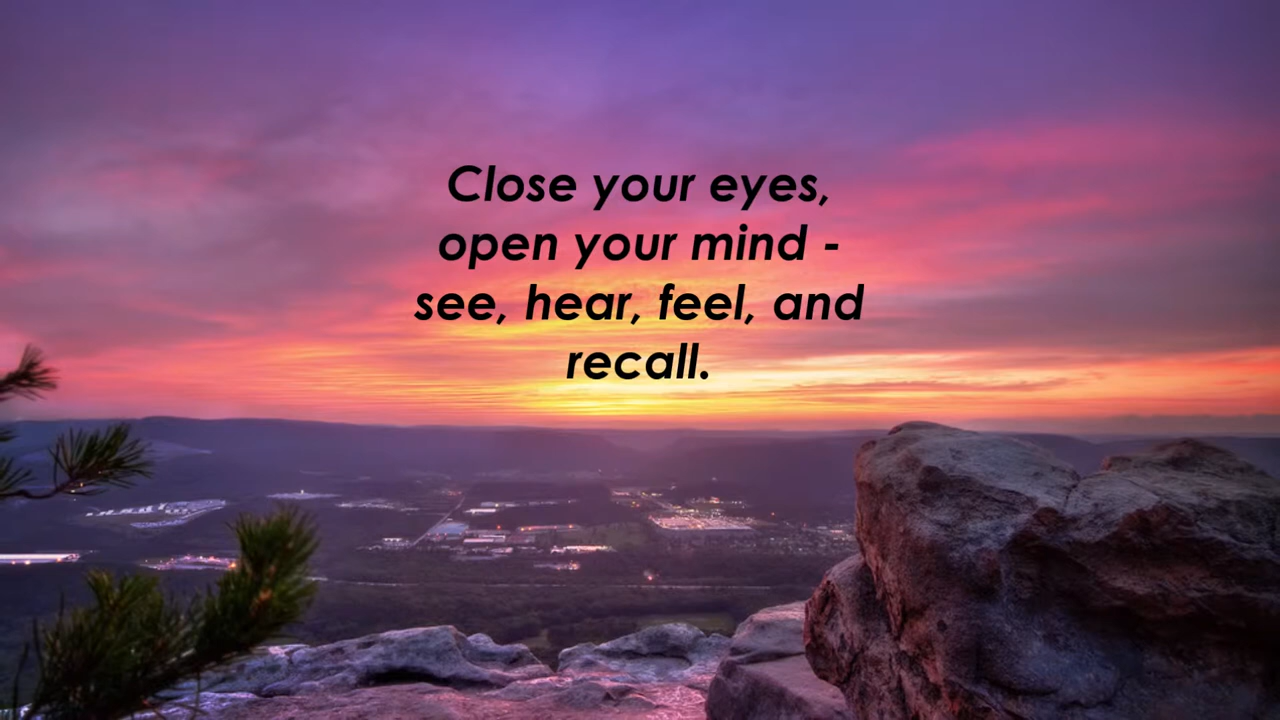 Close your eyes,
open your mind -
see, hear, feel, and
recall.